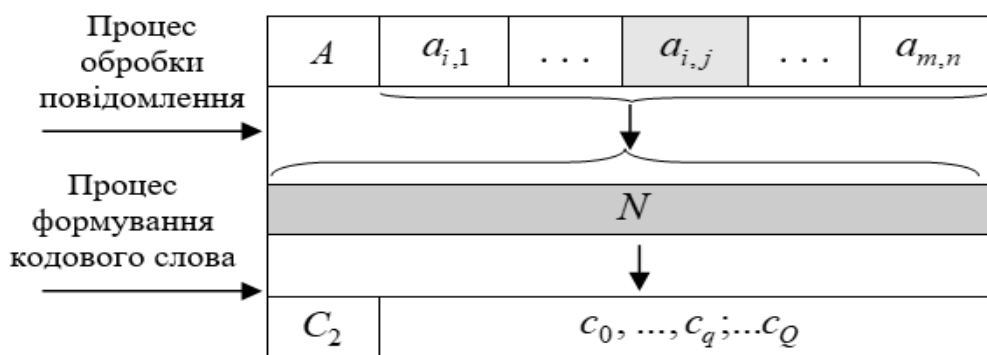 Процес
обробки
повідомлення
A a_{i,1} . . . a_{i,j} . . . a_{m,n}
Процес
формування
кодового слова
N
C_2 c_0, ..., c_q ;...c_Q